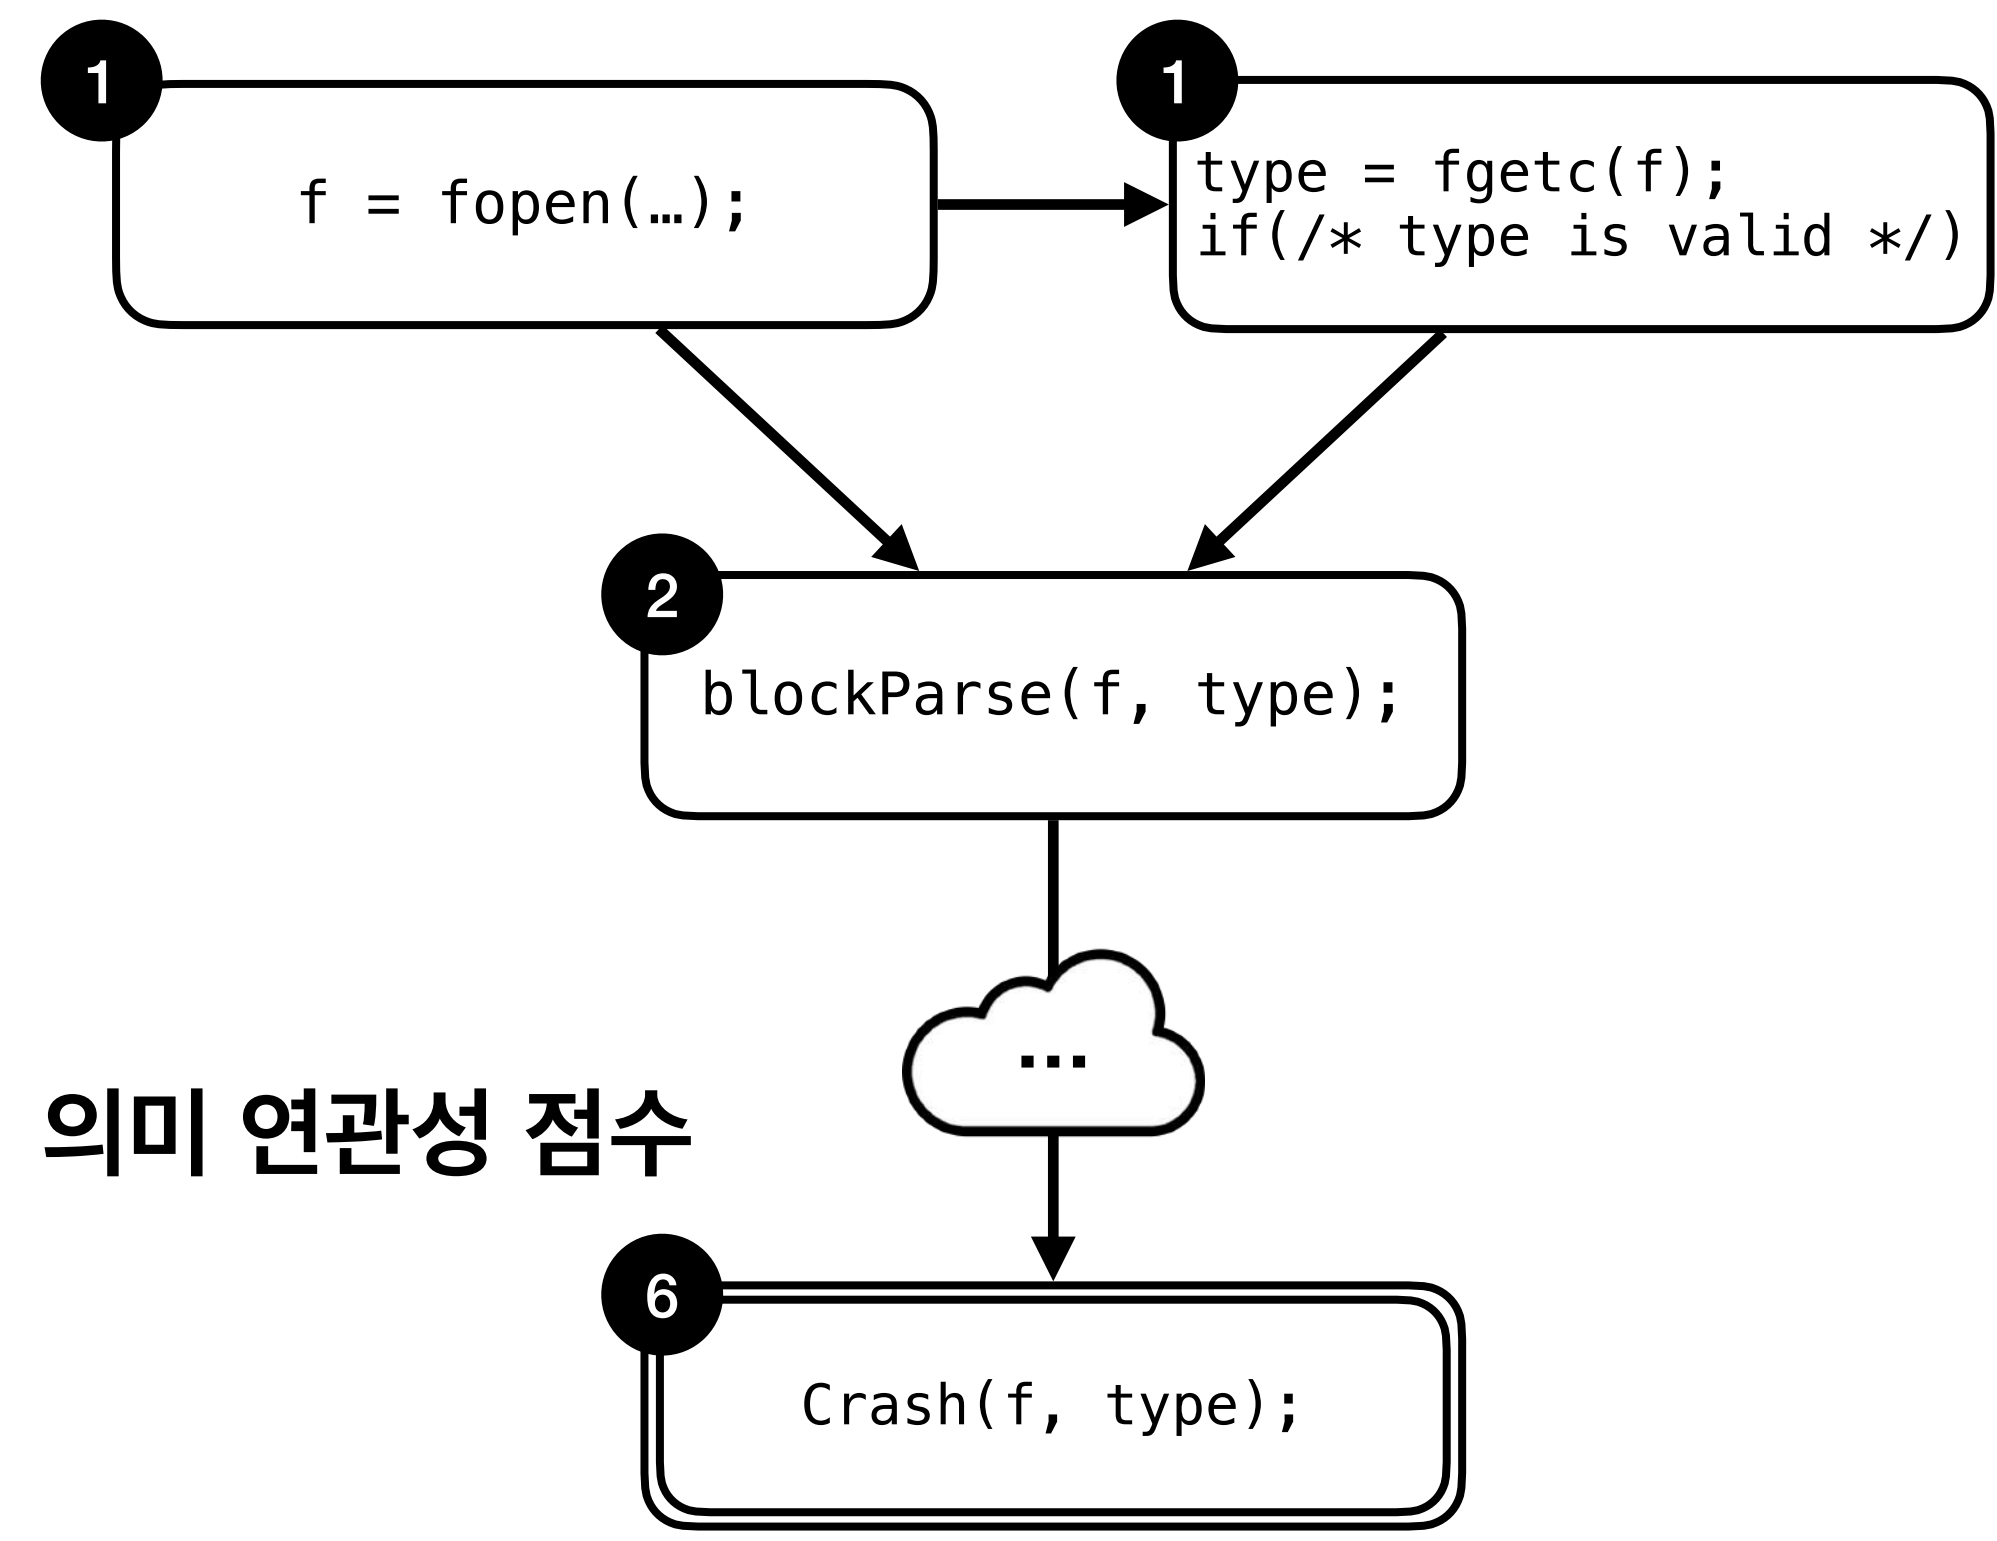 1
f = fopen(…);
1
type = fgetc(f);
if(/* type is valid */)
2
blockParse(f, type);
…
의미 연관성 점수
6
Crash(f, type);